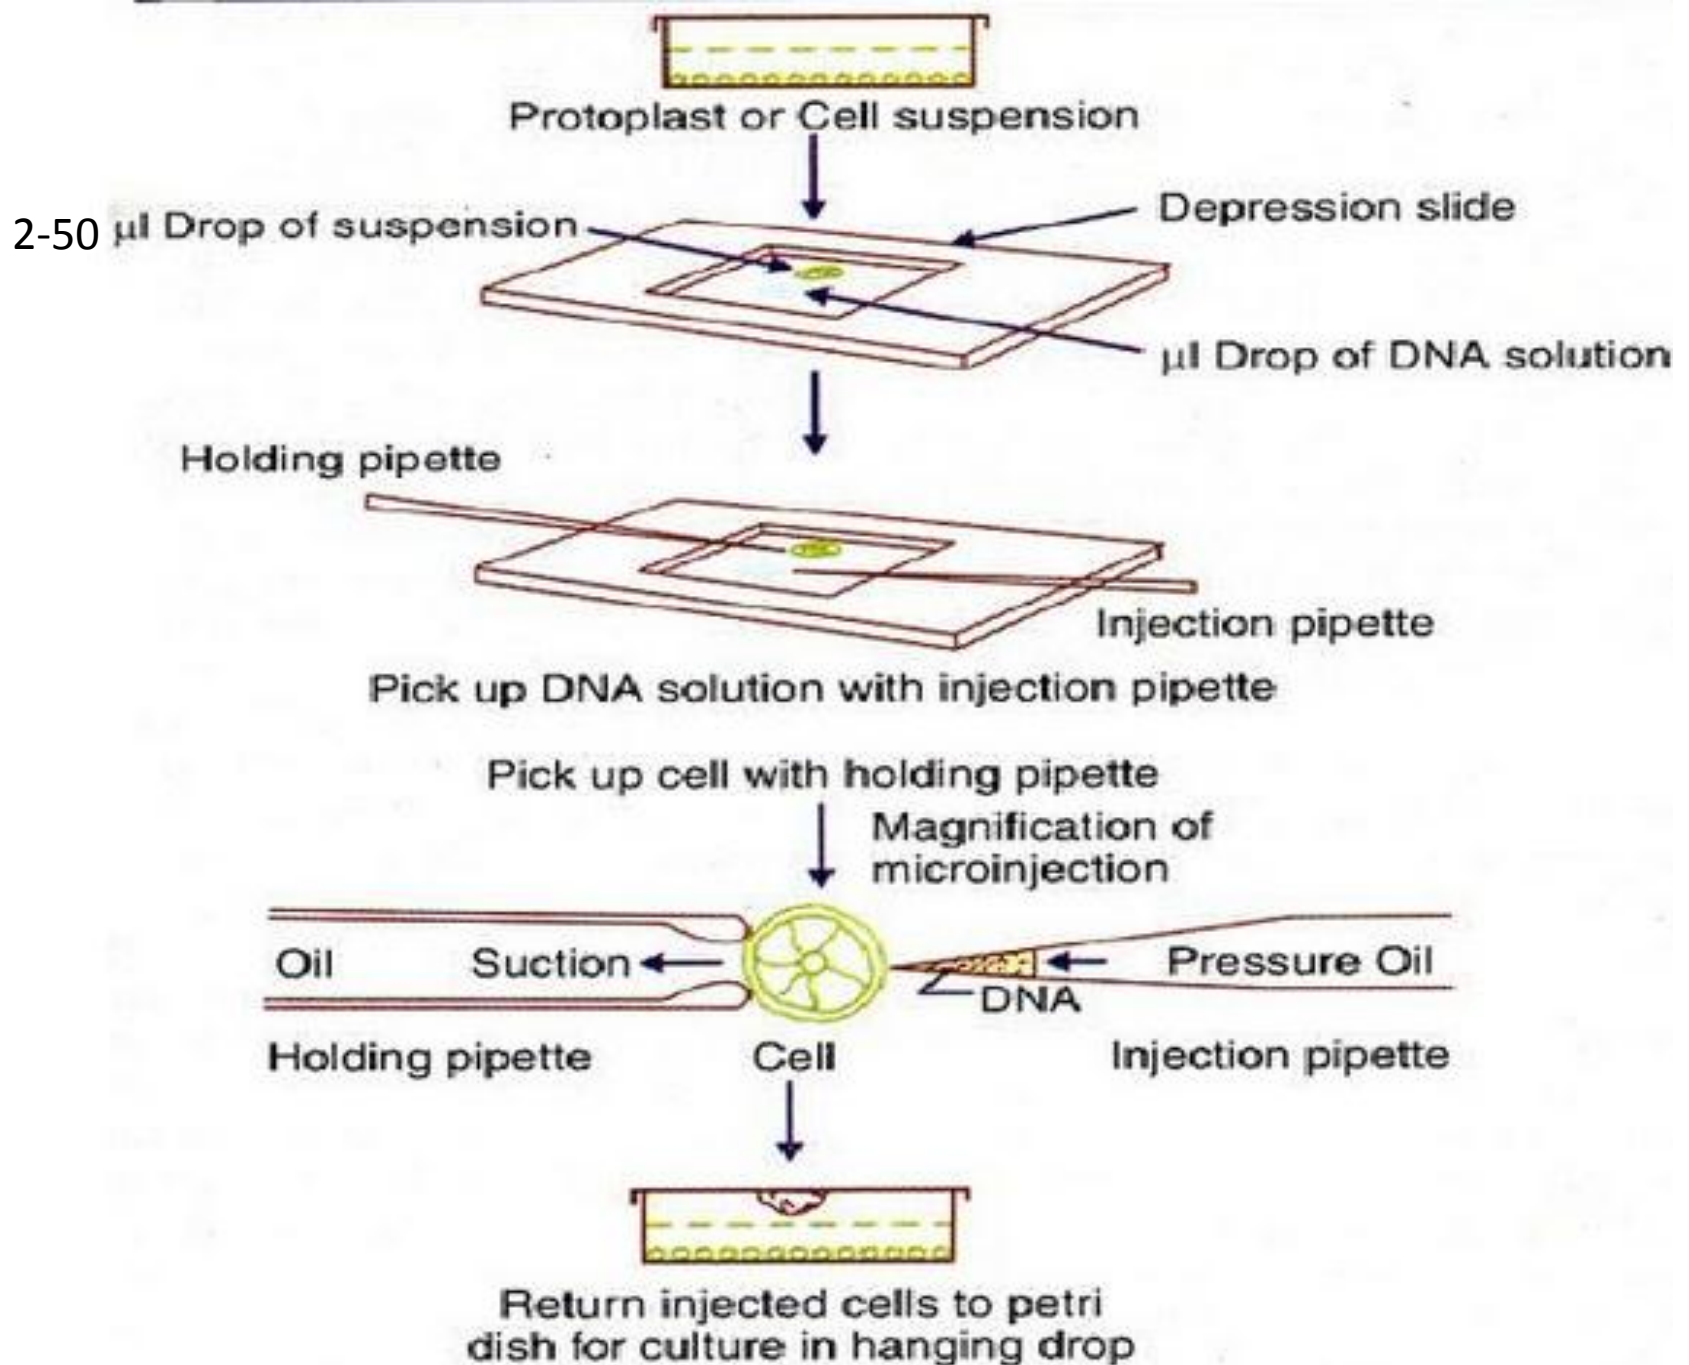 Protoplast or Cell suspension
2-50 µl Drop of suspension
Depression slide
µl Drop of DNA solution
Holding pipette
Injection pipette
Pick up DNA solution with injection pipette
Pick up cell with holding pipette
Magnification of
microinjection
Oil
Suction
Pressure Oil
DNA
Holding pipette
Cell
Injection pipette
Return injected cells to petri
dish for culture in hanging drop